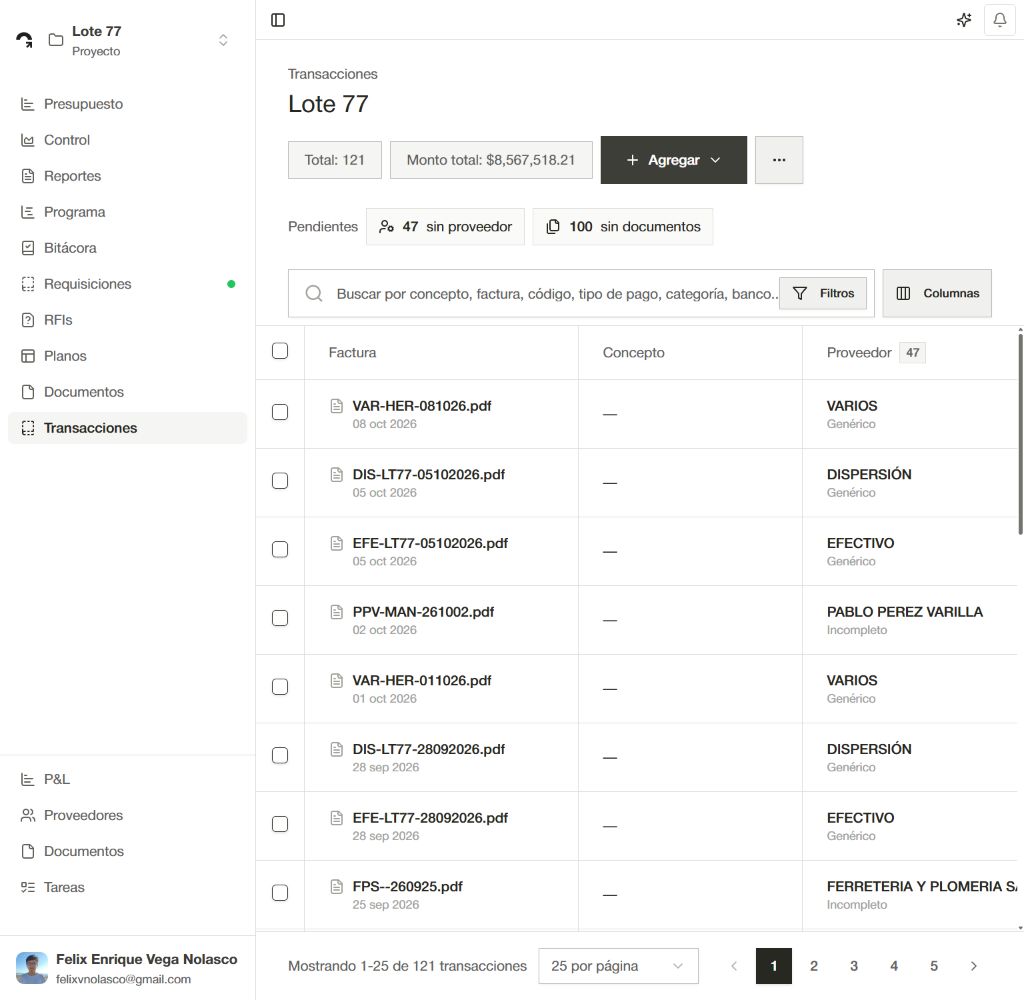 Lote 77
Proyecto
Presupuesto
Control
Reportes
Programa
Bitácora
Requisiciones
RFIs
Planos
Documentos
Transacciones
P&L
Proveedores
Documentos
Tareas
Felix Enrique Vega Nolasco
felixvnolasco@gmail.com
Transacciones
Lote 77
Total: 121
Monto total: $8,567,518.21
+ Agregar
...
Pendientes
47 sin proveedor
100 sin documentos
Buscar por concepto, factura, código, tipo de pago, categoría, banco..
Filtros
Columnas
Factura
Concepto
Proveedor 47
VAR-HER-081026.pdf
08 oct 2026
—
VARIOS
Genérico
DIS-LT77-05102026.pdf
05 oct 2026
—
DISPERSIÓN
Genérico
EFE-LT77-05102026.pdf
05 oct 2026
—
EFECTIVO
Genérico
PPV-MAN-261002.pdf
02 oct 2026
—
PABLO PEREZ VARILLA
Incompleto
VAR-HER-011026.pdf
01 oct 2026
—
VARIOS
Genérico
DIS-LT77-28092026.pdf
28 sep 2026
—
DISPERSIÓN
Genérico
EFE-LT77-28092026.pdf
28 sep 2026
—
EFECTIVO
Genérico
FPS--260925.pdf
25 sep 2026
—
FERRETERIA Y PLOMERIA SA
Incompleto
Mostrando 1-25 de 121 transacciones
25 por página
1 2 3 4 5